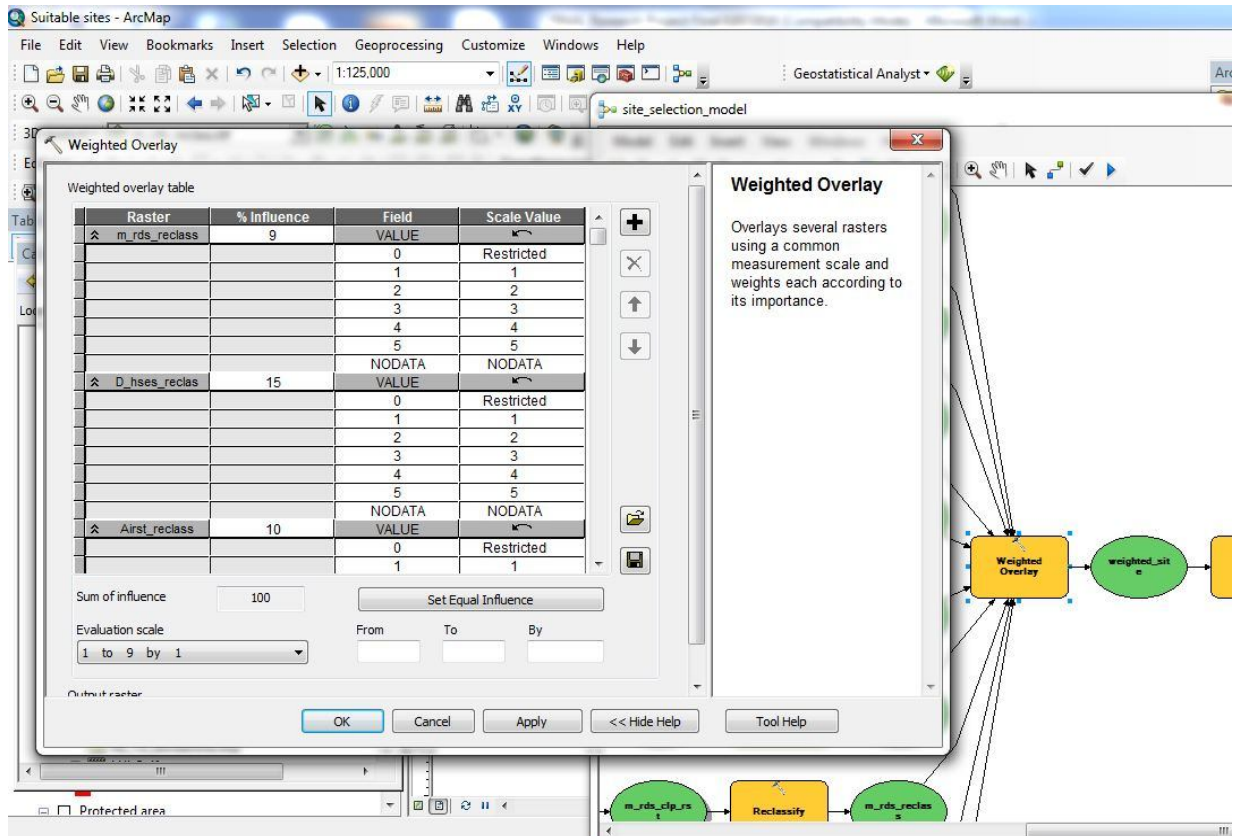 Suitable sites - ArcMap
File Edit View Bookmarks Insert Selection Geoprocessing Customize Windows Help
1:125,000
Geostatistical Analyst
site_selection_model
Weighted Overlay
Weighted overlay table
Raster % Influence Field Scale Value
m_rds_reclass 9 VALUE
0 Restricted
1 1
2 2
3 3
4 4
5 5
NODATA NODATA
D_hses_reclas 15 VALUE
0 Restricted
1 1
2 2
3 3
4 4
5 5
NODATA NODATA
Airst_reclass 10 VALUE
0 Restricted
1 1
Sum of influence 100
Set Equal Influence
Evaluation scale From To By
1 to 9 by 1
Output raster
OK Cancel Apply << Hide Help Tool Help
Weighted Overlay
Overlays several rasters
using a common
measurement scale and
weights each according to
its importance.
Weighted
Overlay
weighted_sit
e
m_rds_clp_rs
t
Reclassify
m_rds_reclas
s
Protected area